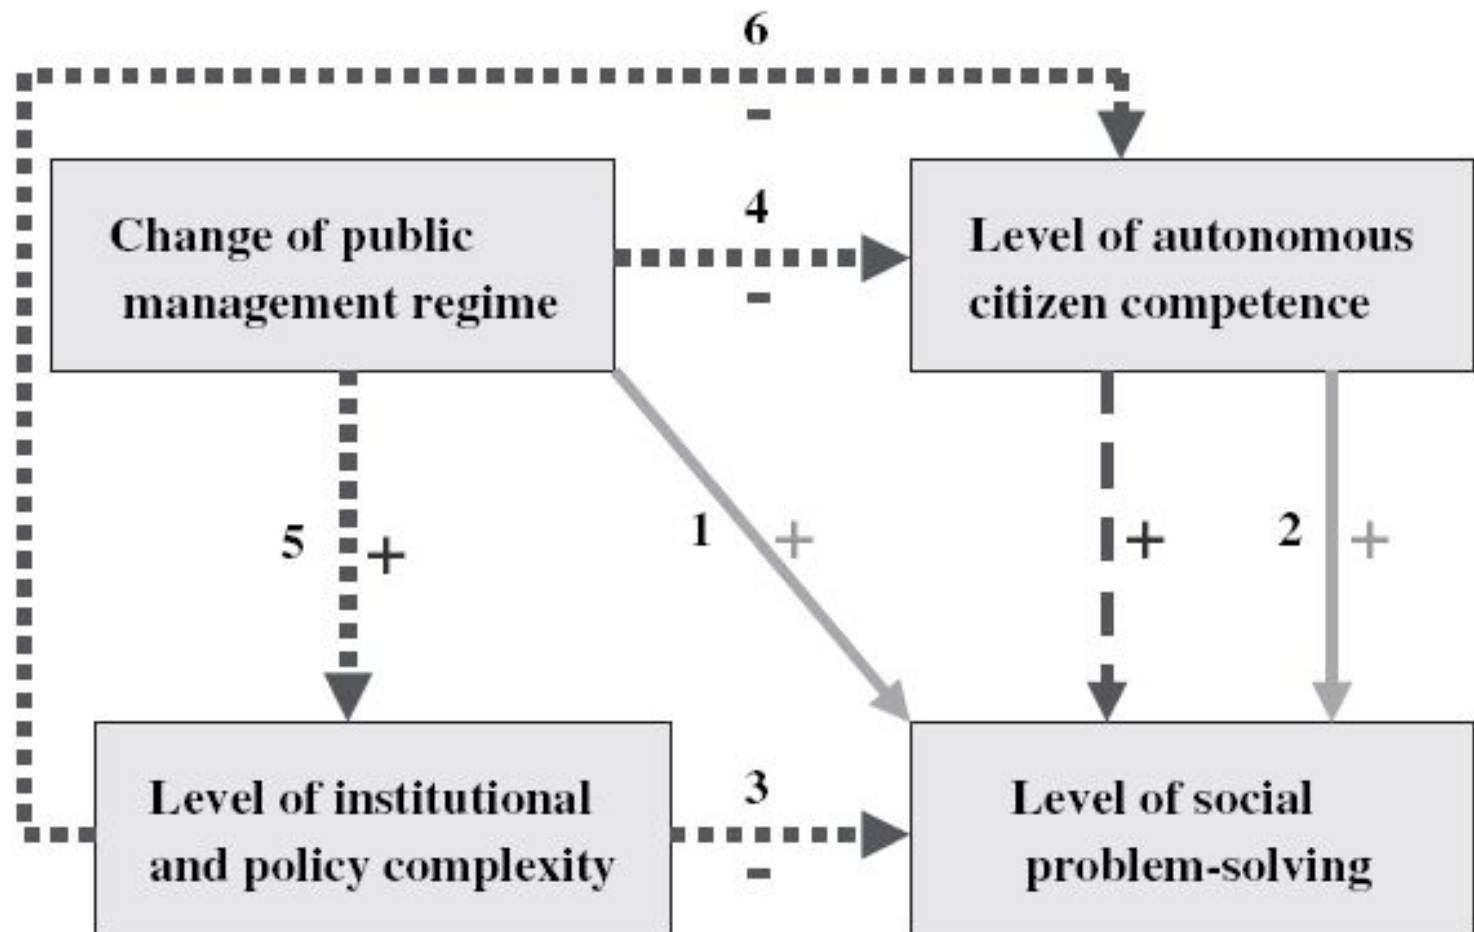 6
-
Change of public
management regime
4
-
Level of autonomous
citizen competence
5
+
1
+
+
2
+
Level of institutional
and policy complexity
3
-
Level of social
problem-solving